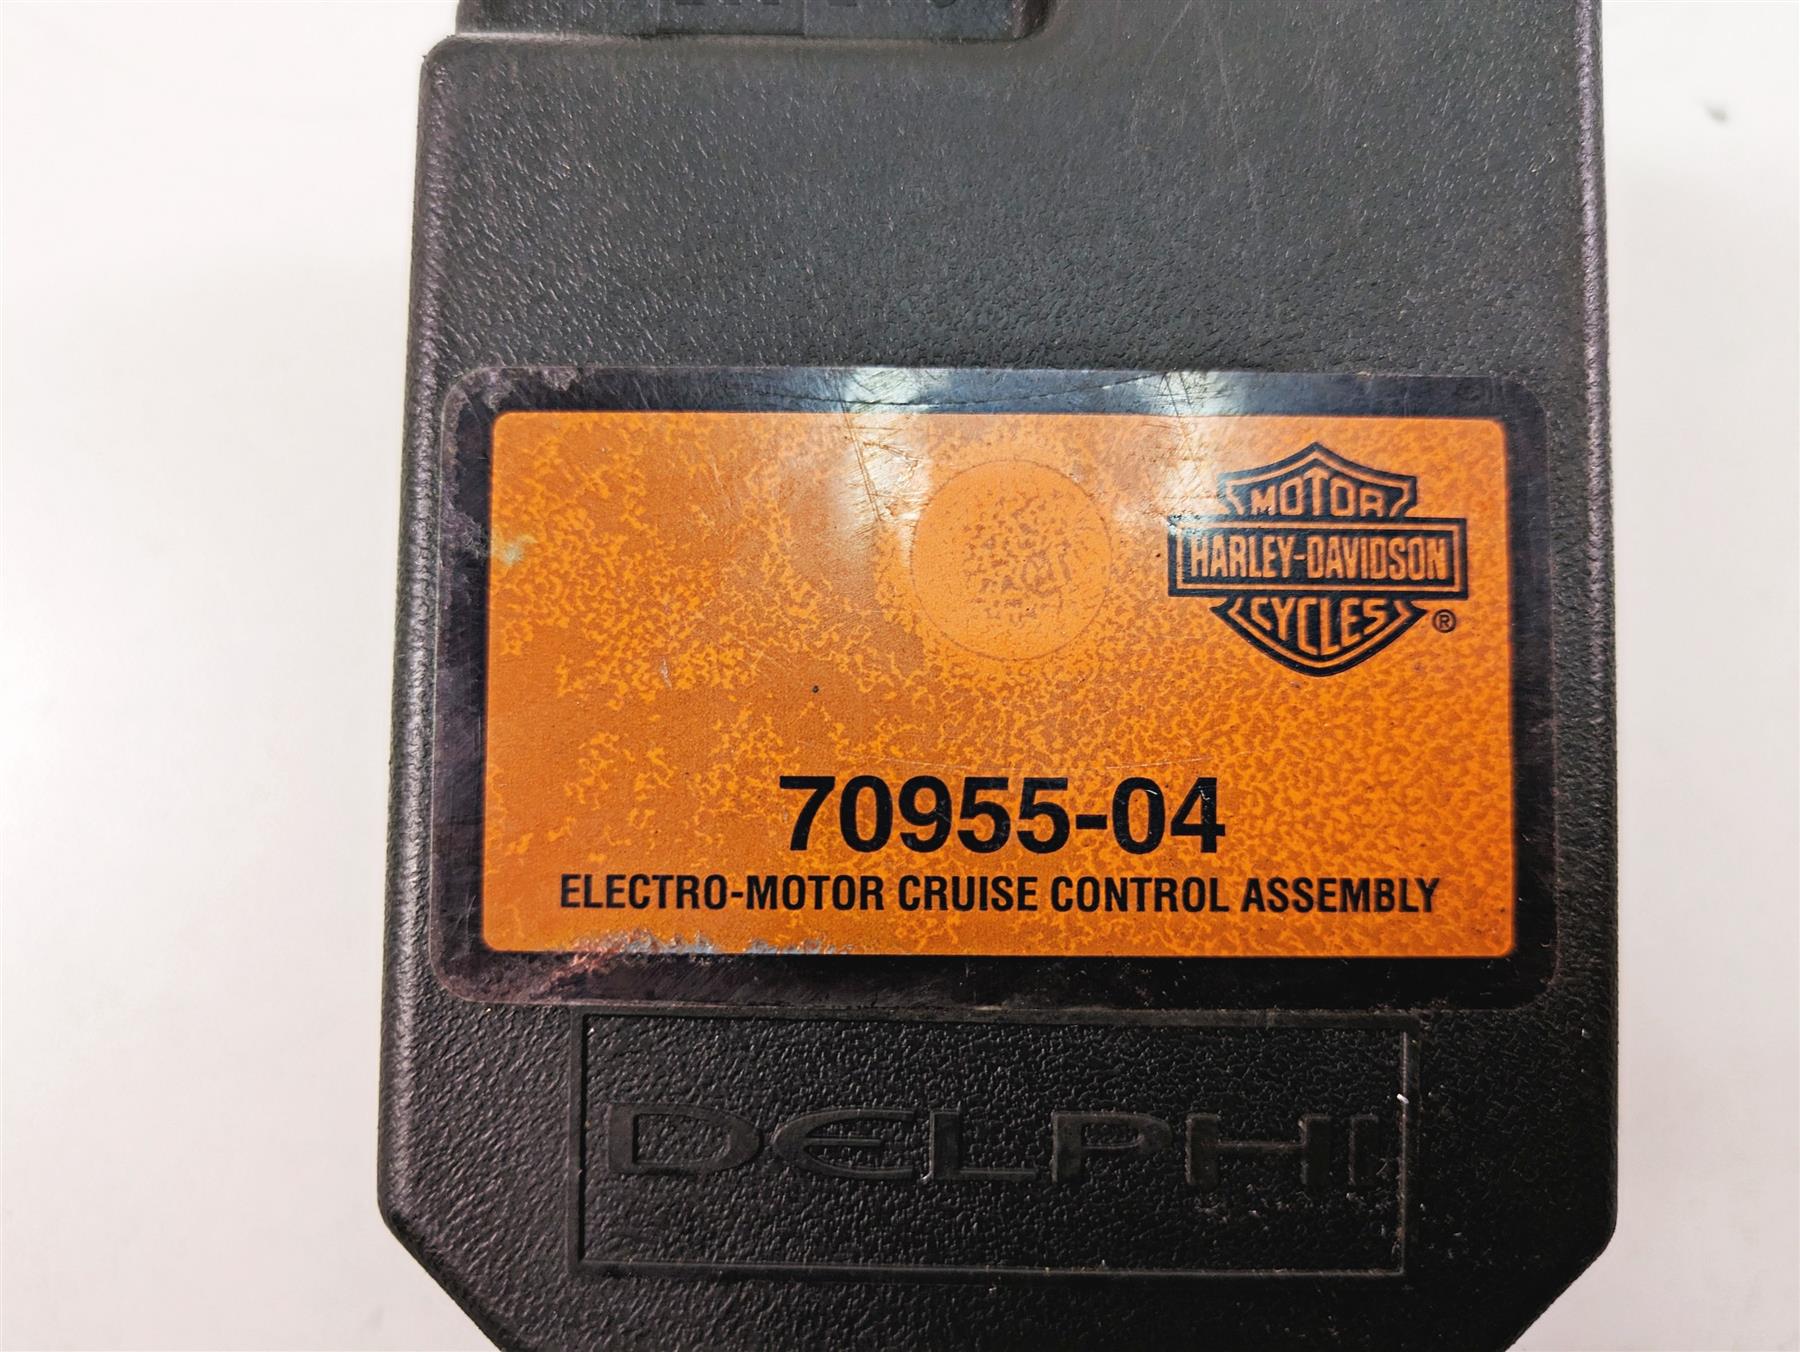 MOTOR
HARLEY-DAVIDSON
CYCLES®
70955-04
ELECTRO-MOTOR CRUISE CONTROL ASSEMBLY
DELPHI